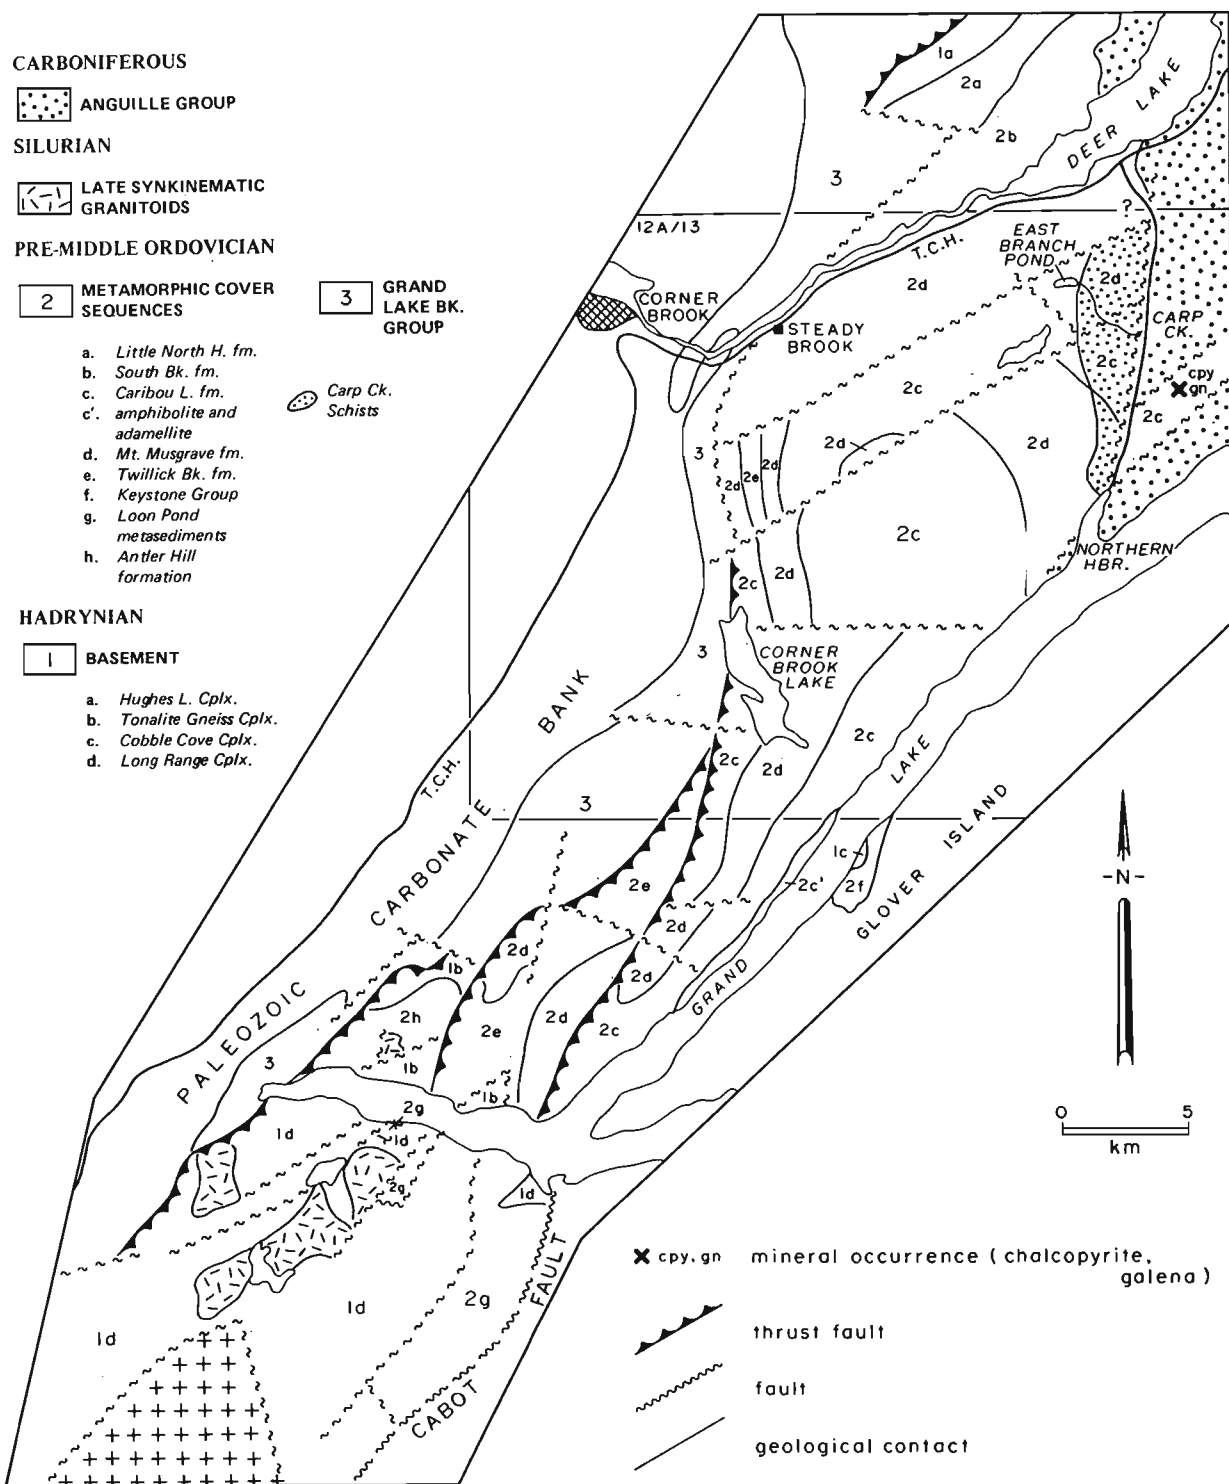 CARBONIFEROUS
ANGUILLE GROUP
SILURIAN
LATE SYNKINEMATIC
GRANITOIDS
PRE-MIDDLE ORDOVICIAN
2
METAMORPHIC COVER
SEQUENCES
3
GRAND
LAKE BK.
GROUP
a. Little North H. fm.
b. South Bk. fm.
c. Caribou L. fm.
c'. amphibolite and
adamellite
d. Mt. Musgrave fm.
e. Twillick Bk. fm.
f. Keystone Group
g. Loon Pond
metasediments
h. Antler Hill
formation
Carp Ck.
Schists
HADRYNIAN
1
BASEMENT
a. Hughes L. Cplx.
b. Tonalite Gneiss Cplx.
c. Cobble Cove Cplx.
d. Long Range Cplx.
1a
2a
2b
DEER LAKE
3
12A/13
T.C.H.
?
EAST
BRANCH
POND
2d
2d
CORNER
BROOK
STEADY
BROOK
CARP
CK.
2c
2c
cpy
gn
2c
3
2d
2d
2d
2e
2d
2c
NORTHERN
HBR.
2c
2d
3
CORNER
BROOK
LAKE
BANK
2c
2c
2d
LAKE
T.C.H.
3
CARBONATE
ISLAND
1c
2c'
2f
2e
GLOVER
-N-
2d
2d
1b
2d
GRAND
PALEOZOIC
2h
2e
2d
2c
3
1b
1b
2g
1d
1d
2g
1d
0 5
km
FAULT
2g
1d
1d
CABOT
cpy, gn mineral occurrence (chalcopyrite,
galena)
thrust fault
fault
geological contact